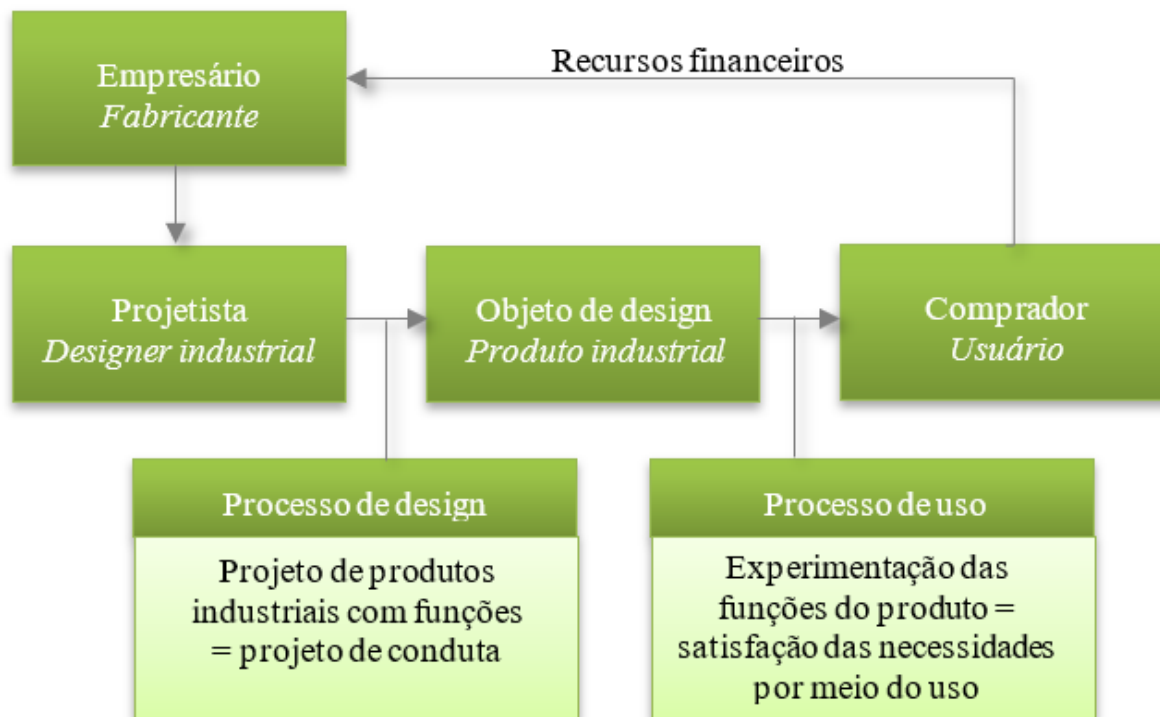 Recursos financeiros
Empresário
Fabricante
Projetista
Designer industrial
Objeto de design
Produto industrial
Comprador
Usuário
Processo de design
Projeto de produtos
industriais com funções
= projeto de conduta
Processo de uso
Experimentação das
funções do produto =
satisfação das necessidades
por meio do uso